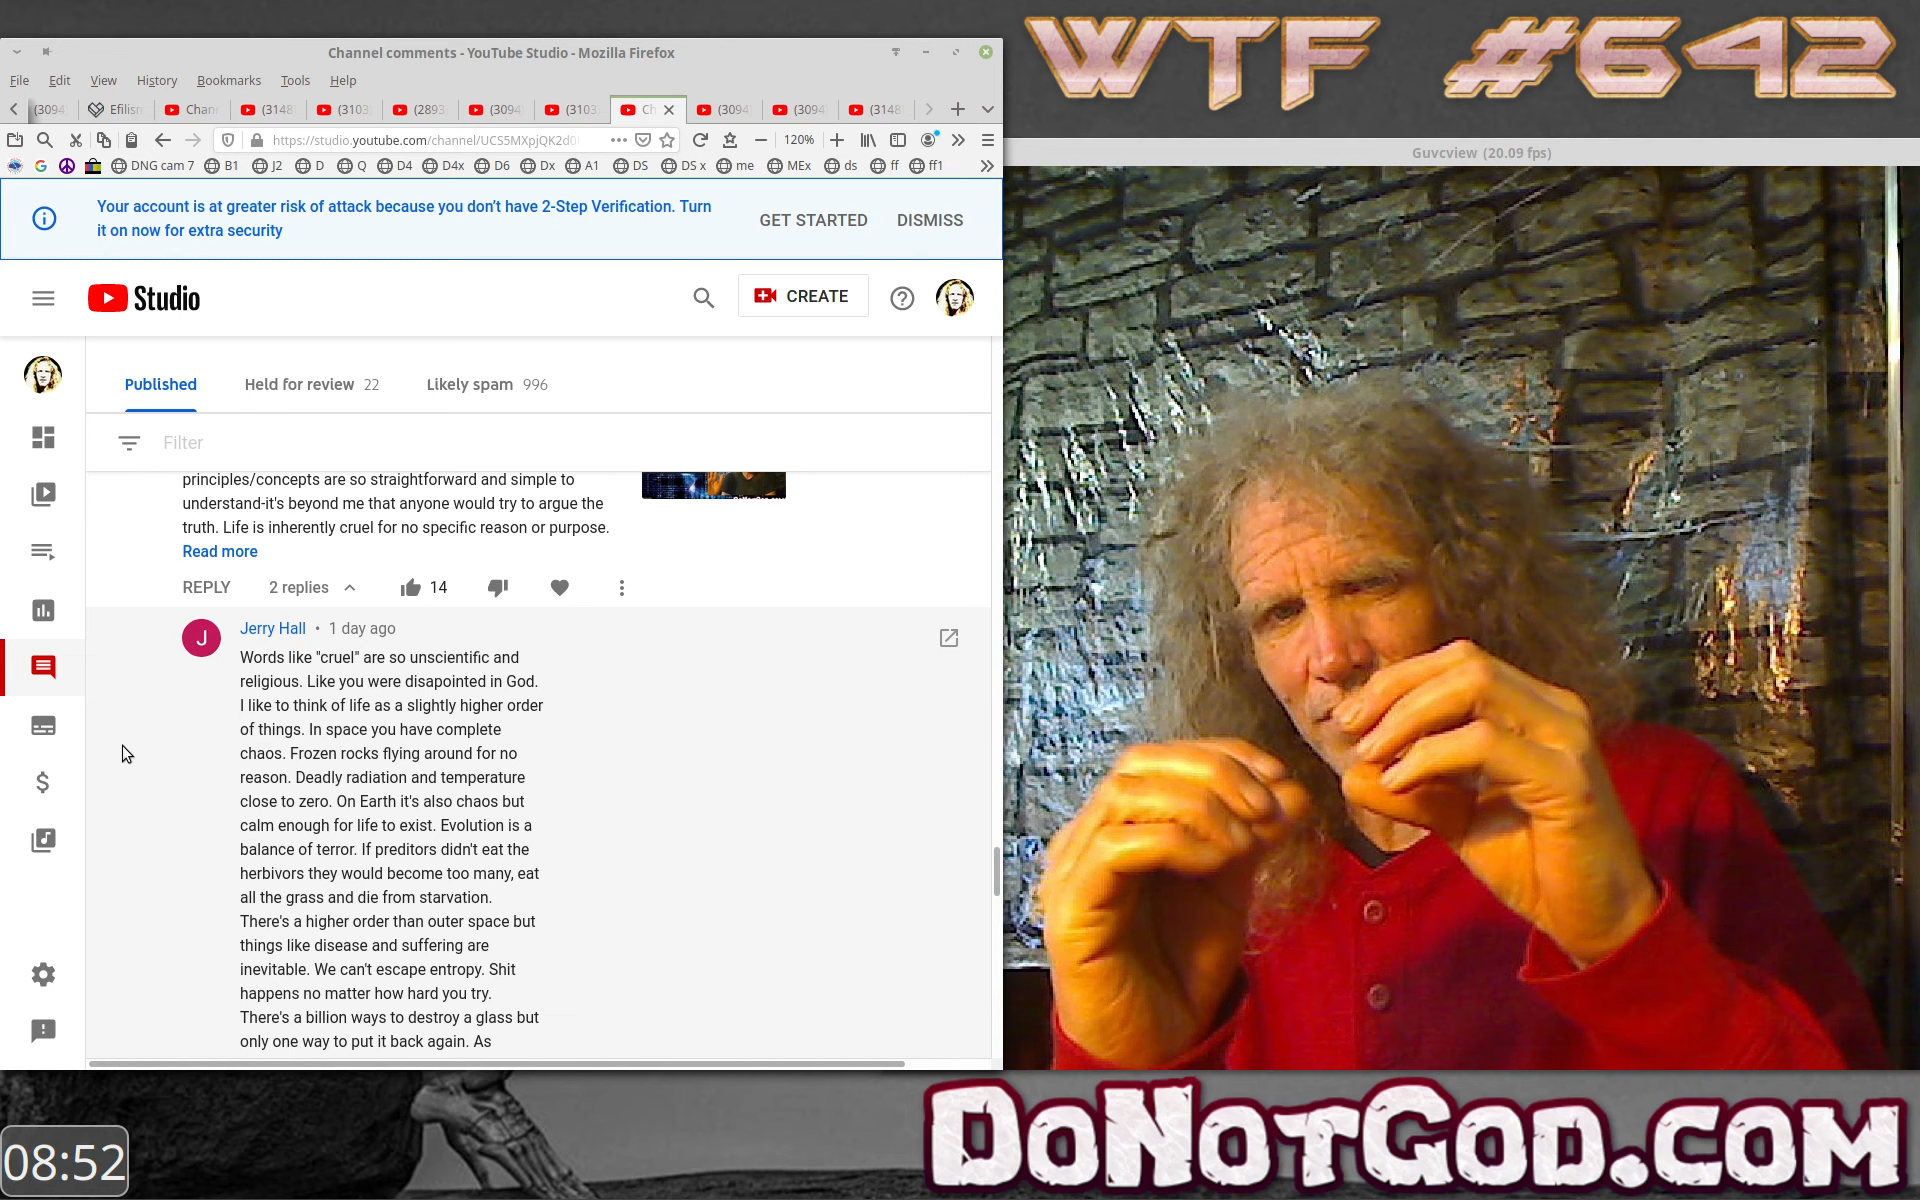 WTF #642
Channel comments - YouTube Studio - Mozilla Firefox
File Edit View History Bookmarks Tools Help
(3094 Efilisn Chan (3148 (3103 (2893 (3094 (3103 Ch (3094 (3094 (3148
https://studio.youtube.com/channel/UCS5MXpjQK2d0 120%
DNG cam 7 B1 J2 D Q D4 D4x D6 Dx A1 DS DS x me MEx ds ff ff1
Guvcview (20.09 fps)
Your account is at greater risk of attack because you don't have 2-Step Verification. Turn
it on now for extra security
GET STARTED DISMISS
Studio
CREATE
Published Held for review 22 Likely spam 996
Filter
principles/concepts are so straightforward and simple to
understand-it's beyond me that anyone would try to argue the
truth. Life is inherently cruel for no specific reason or purpose.
Read more
REPLY 2 replies 14
J
Jerry Hall • 1 day ago
Words like "cruel" are so unscientific and
religious. Like you were disapointed in God.
I like to think of life as a slightly higher order
of things. In space you have complete
chaos. Frozen rocks flying around for no
reason. Deadly radiation and temperature
close to zero. On Earth it's also chaos but
calm enough for life to exist. Evolution is a
balance of terror. If preditors didn't eat the
herbivors they would become too many, eat
all the grass and die from starvation.
There's a higher order than outer space but
things like disease and suffering are
inevitable. We can't escape entropy. Shit
happens no matter how hard you try.
There's a billion ways to destroy a glass but
only one way to put it back again. As
08:52
DoNotGod.com